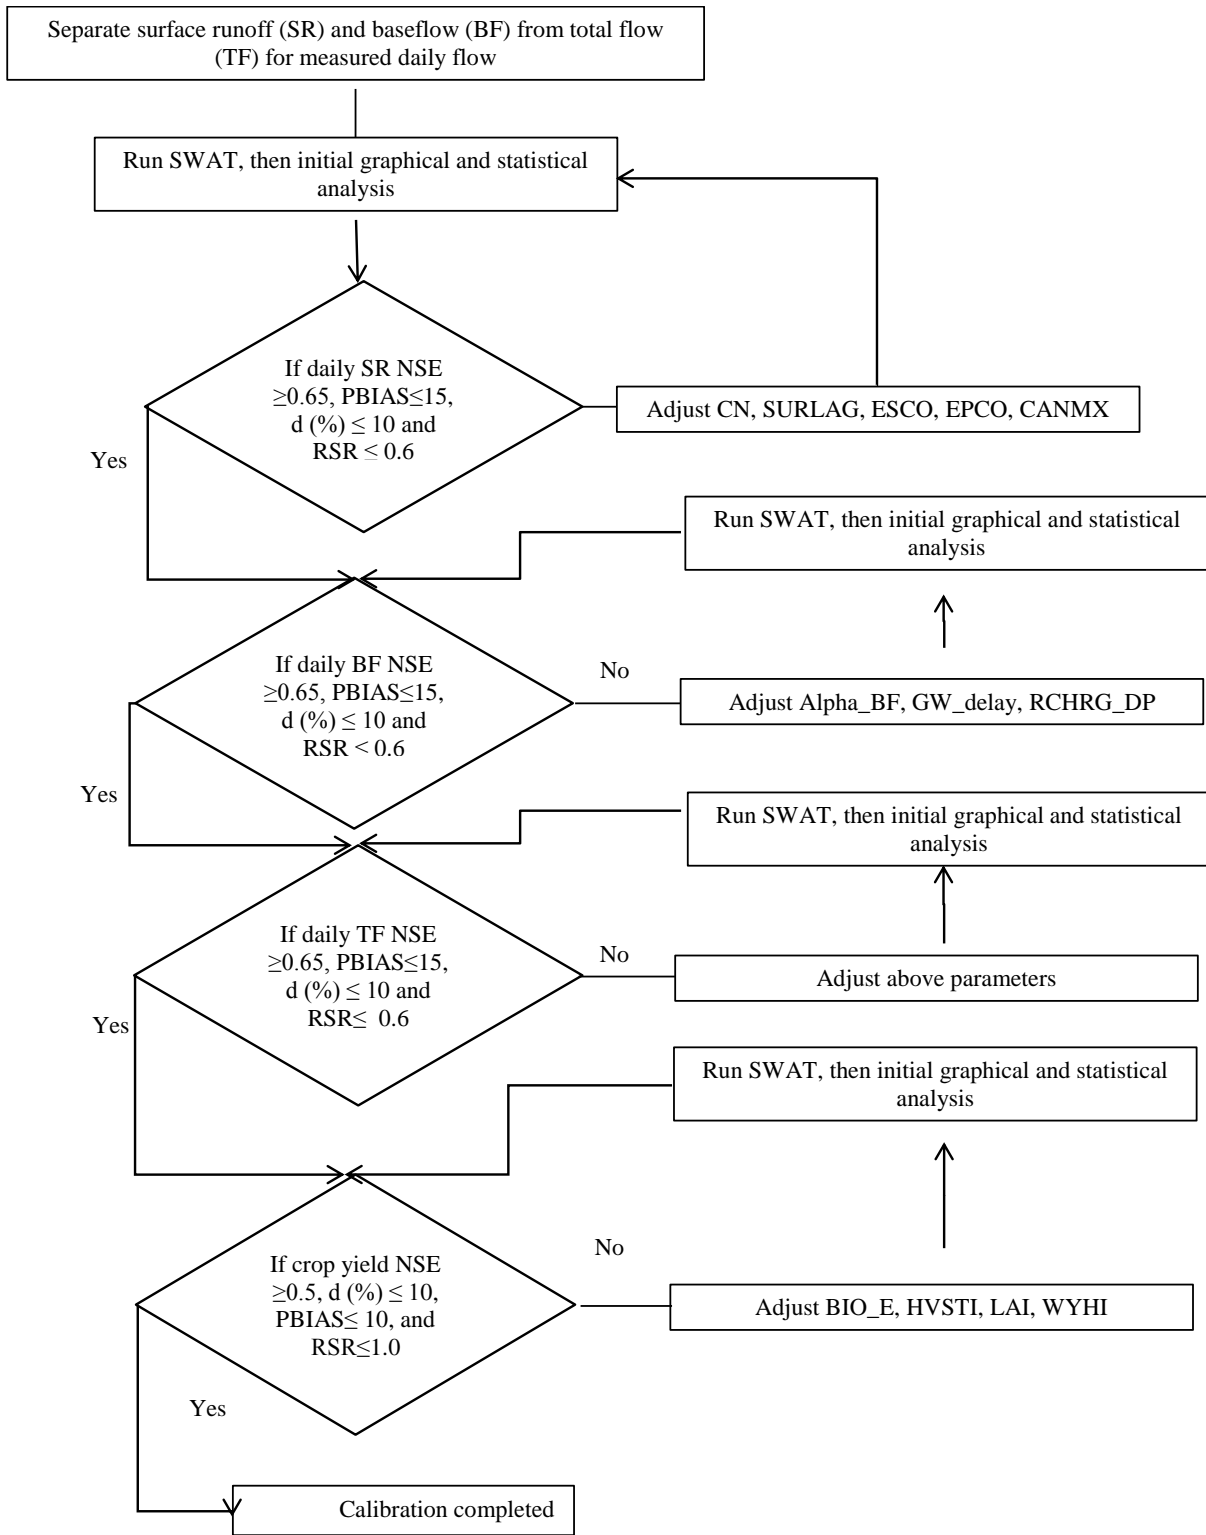 Separate surface runoff (SR) and baseflow (BF) from total flow
(TF) for measured daily flow
Run SWAT, then initial graphical and statistical
analysis
If daily SR NSE
≥0.65, PBIAS≤15,
d (%) ≤ 10 and
RSR ≤ 0.6
Adjust CN, SURLAG, ESCO, EPCO, CANMX
Yes
Run SWAT, then initial graphical and statistical
analysis
If daily BF NSE
≥0.65, PBIAS≤15,
d (%) ≤ 10 and
RSR < 0.6
No
Adjust Alpha_BF, GW_delay, RCHRG_DP
Yes
Run SWAT, then initial graphical and statistical
analysis
If daily TF NSE
≥0.65, PBIAS≤15,
d (%) ≤ 10 and
RSR≤ 0.6
No
Adjust above parameters
Yes
Run SWAT, then initial graphical and statistical
analysis
If crop yield NSE
≥0.5, d (%) ≤ 10,
PBIAS≤ 10, and
RSR≤1.0
No
Adjust BIO_E, HVSTI, LAI, WYHI
Yes
Calibration completed